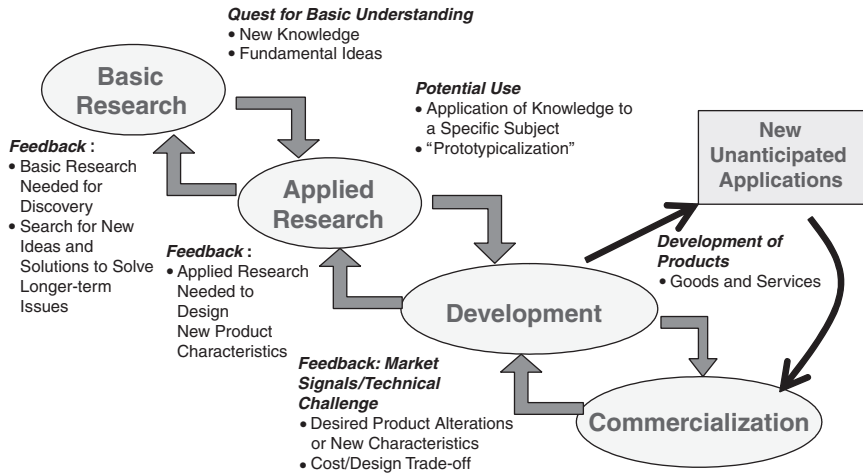 Quest for Basic Understanding
• New Knowledge
• Fundamental Ideas
Basic
Research
Potential Use
• Application of Knowledge to
a Specific Subject
• “Prototypicalization”
New
Unanticipated
Applications
Feedback :
• Basic Research
Needed for
Discovery
• Search for New
Ideas and
Solutions to Solve
Longer-term
Issues
Applied
Research
Feedback :
• Applied Research
Needed to
Design
New Product
Characteristics
Development of
Products
• Goods and Services
Development
Feedback: Market
Signals/Technical
Challenge
• Desired Product Alterations
or New Characteristics
• Cost/Design Trade-off
Commercialization